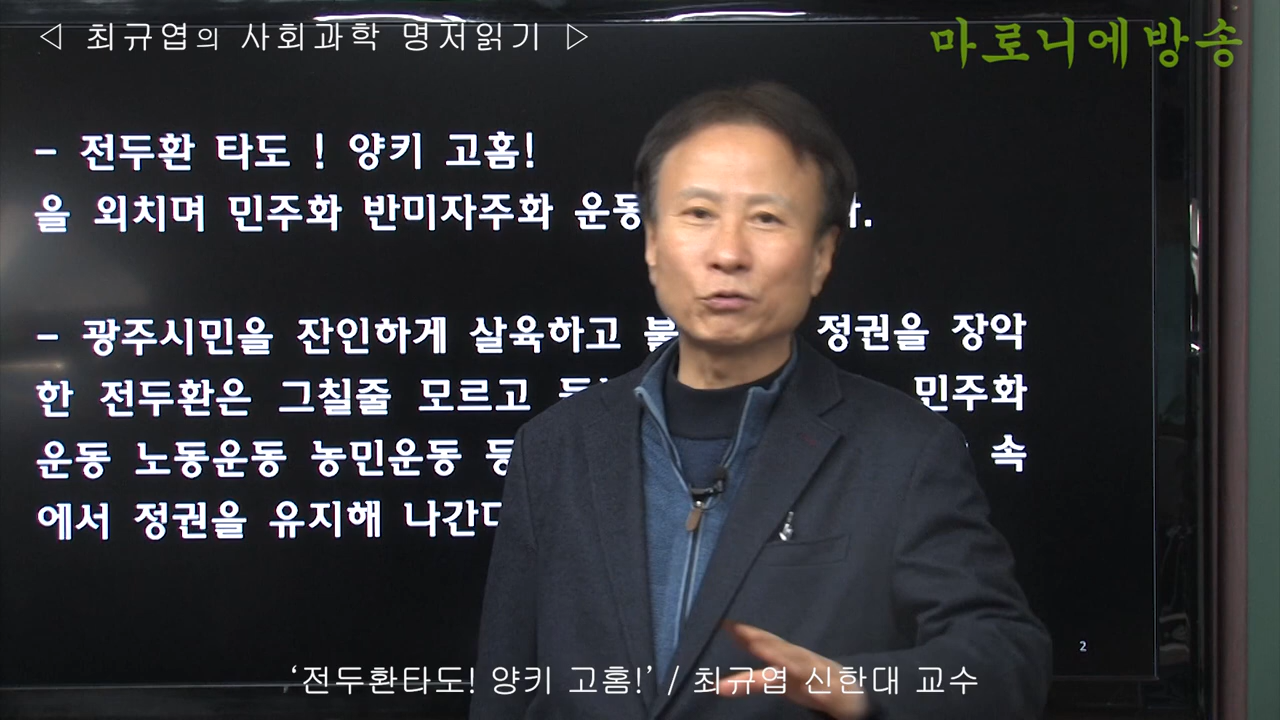 ◁ 최규엽의 사회과학 명저읽기 ▷
마로니에방송
- 전두환 타도 ! 양키 고홈!
을 외치며 민주화 반미자주화 운동
- 광주시민을 잔인하게 살육하고 정권을 장악
한 전두환은 그칠줄 모르고 민주화
운동 노동운동 농민운동 속
에서 정권을 유지해 나간다
2
‘전두환타도! 양키 고홈!’ / 최규엽 신한대 교수